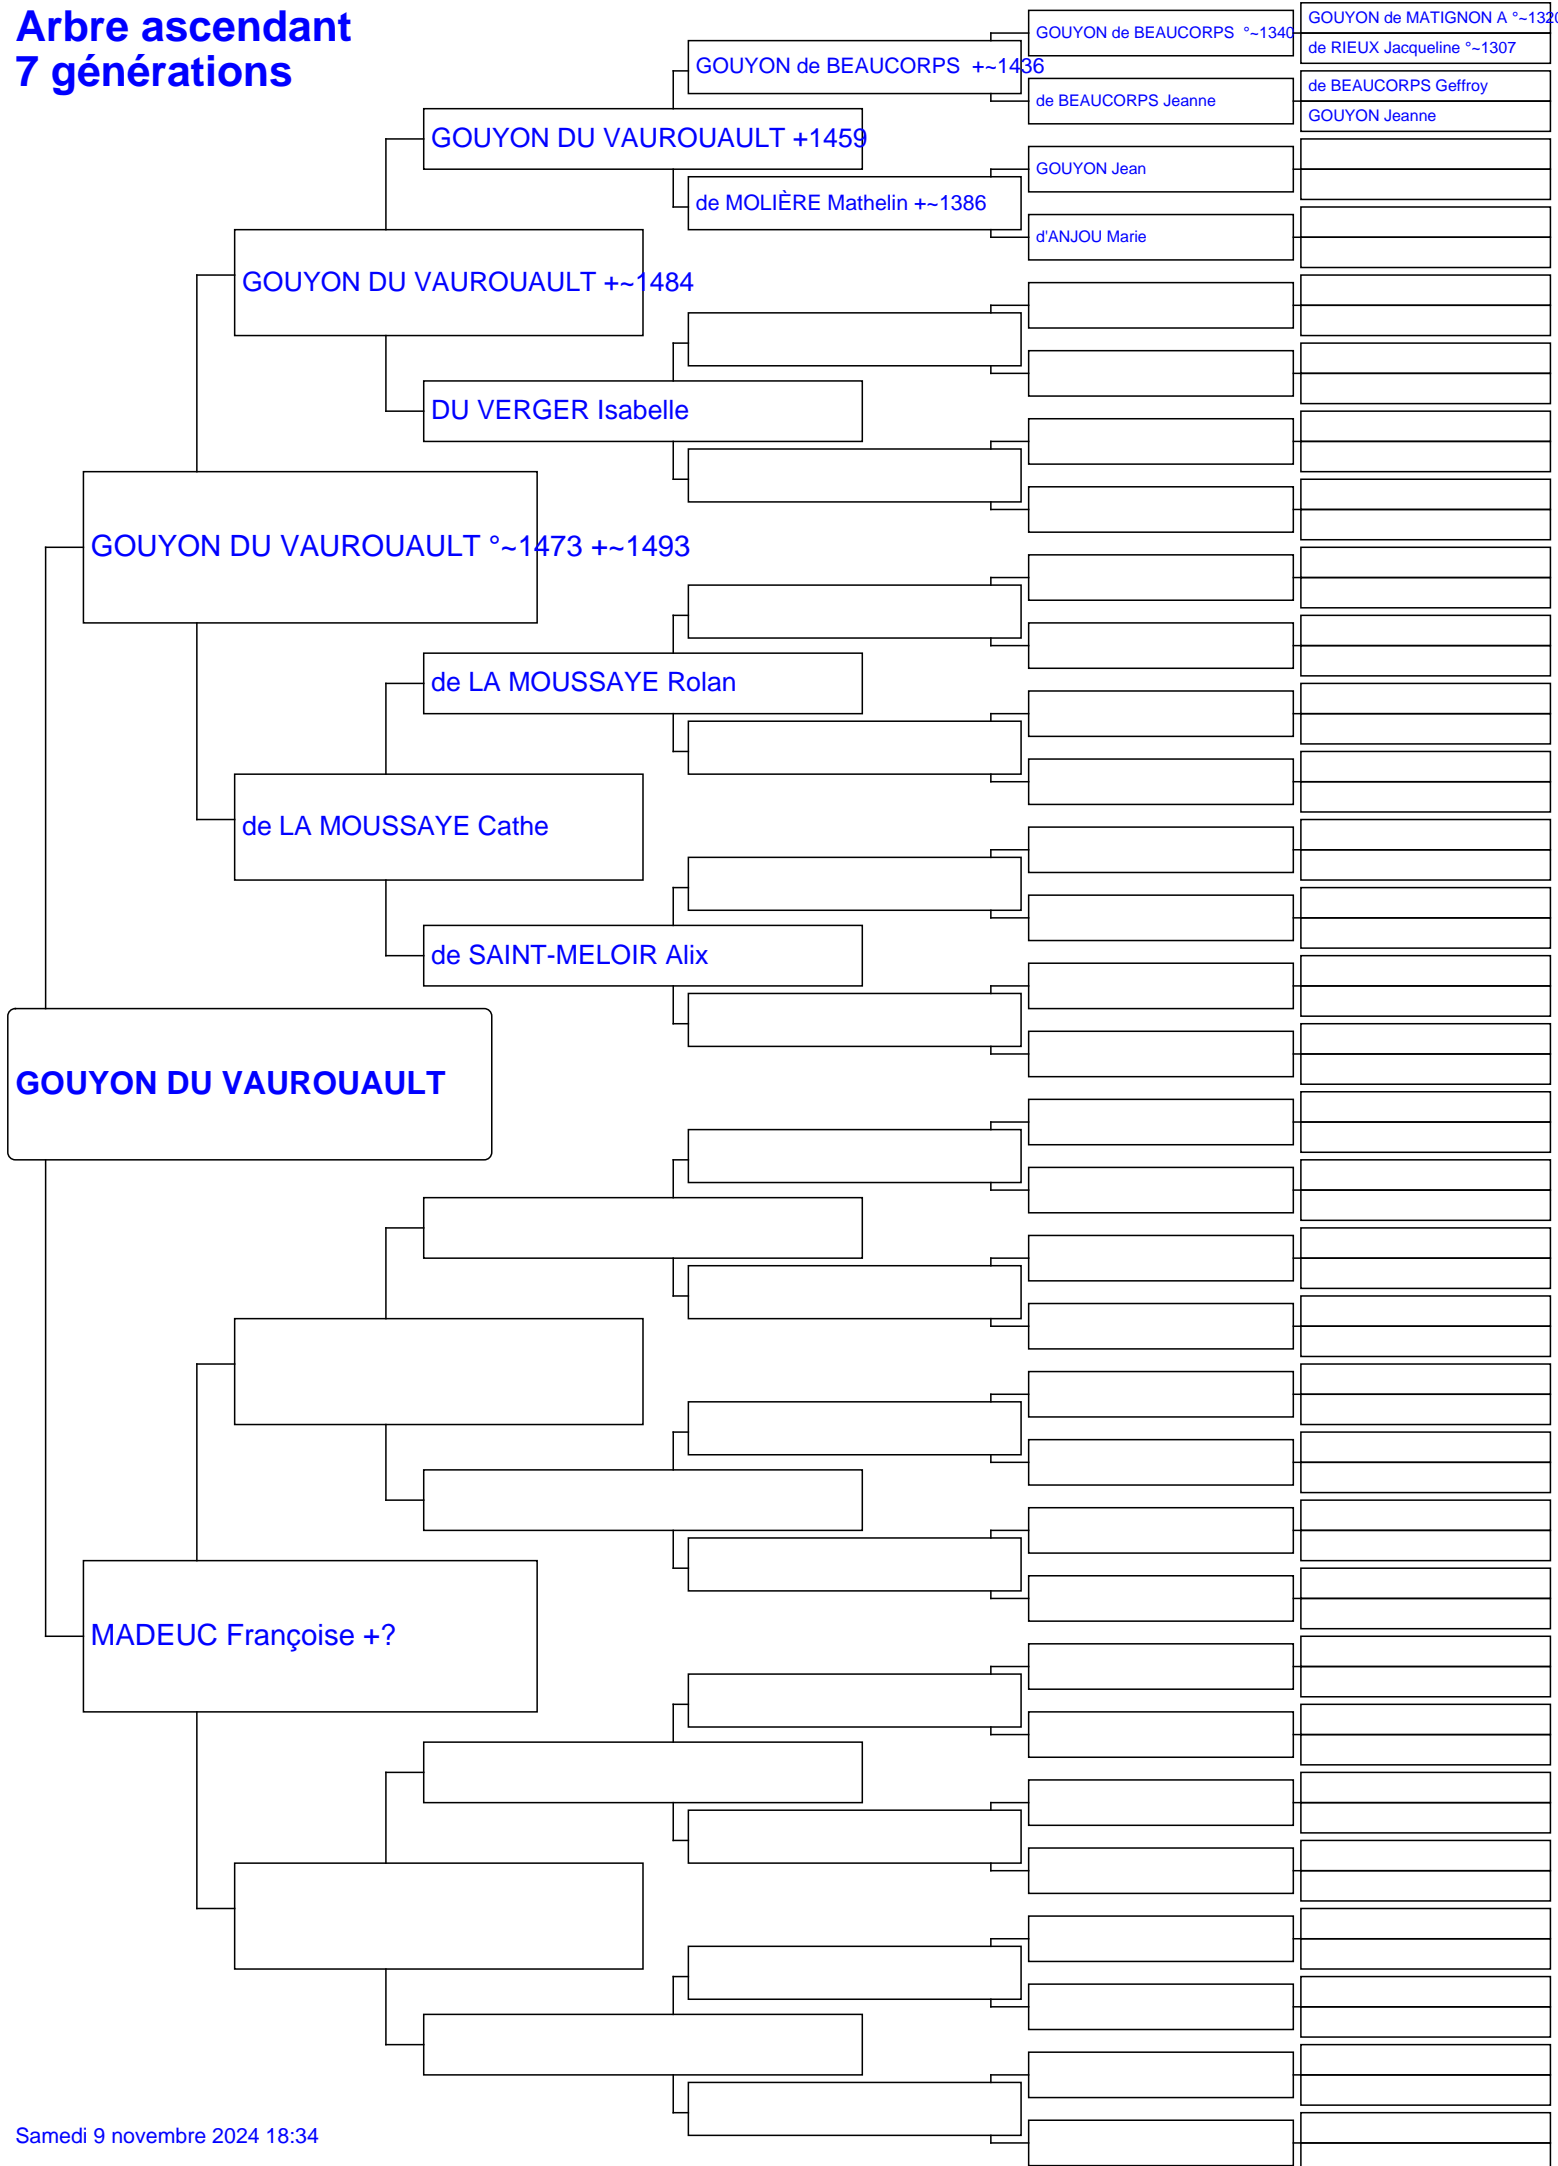 Arbre ascendant
7 générations
GOUYON de MATIGNON A °~1320
GOUYON de BEAUCORPS  °~1340
de RIEUX Jacqueline °~1307
GOUYON de BEAUCORPS  +~1436
de BEAUCORPS Geffroy
de BEAUCORPS Jeanne
GOUYON Jeanne
GOUYON DU VAUROUAULT +1459
GOUYON Jean
de MOLIÈRE Mathelin +~1386
d'ANJOU Marie
GOUYON DU VAUROUAULT +~1484
DU VERGER Isabelle
GOUYON DU VAUROUAULT °~1473 +~1493
de LA MOUSSAYE Rolan
de LA MOUSSAYE Cathe
de SAINT-MELOIR Alix
GOUYON DU VAUROUAULT
MADEUC Françoise +?
Samedi 9 novembre 2024 18:34